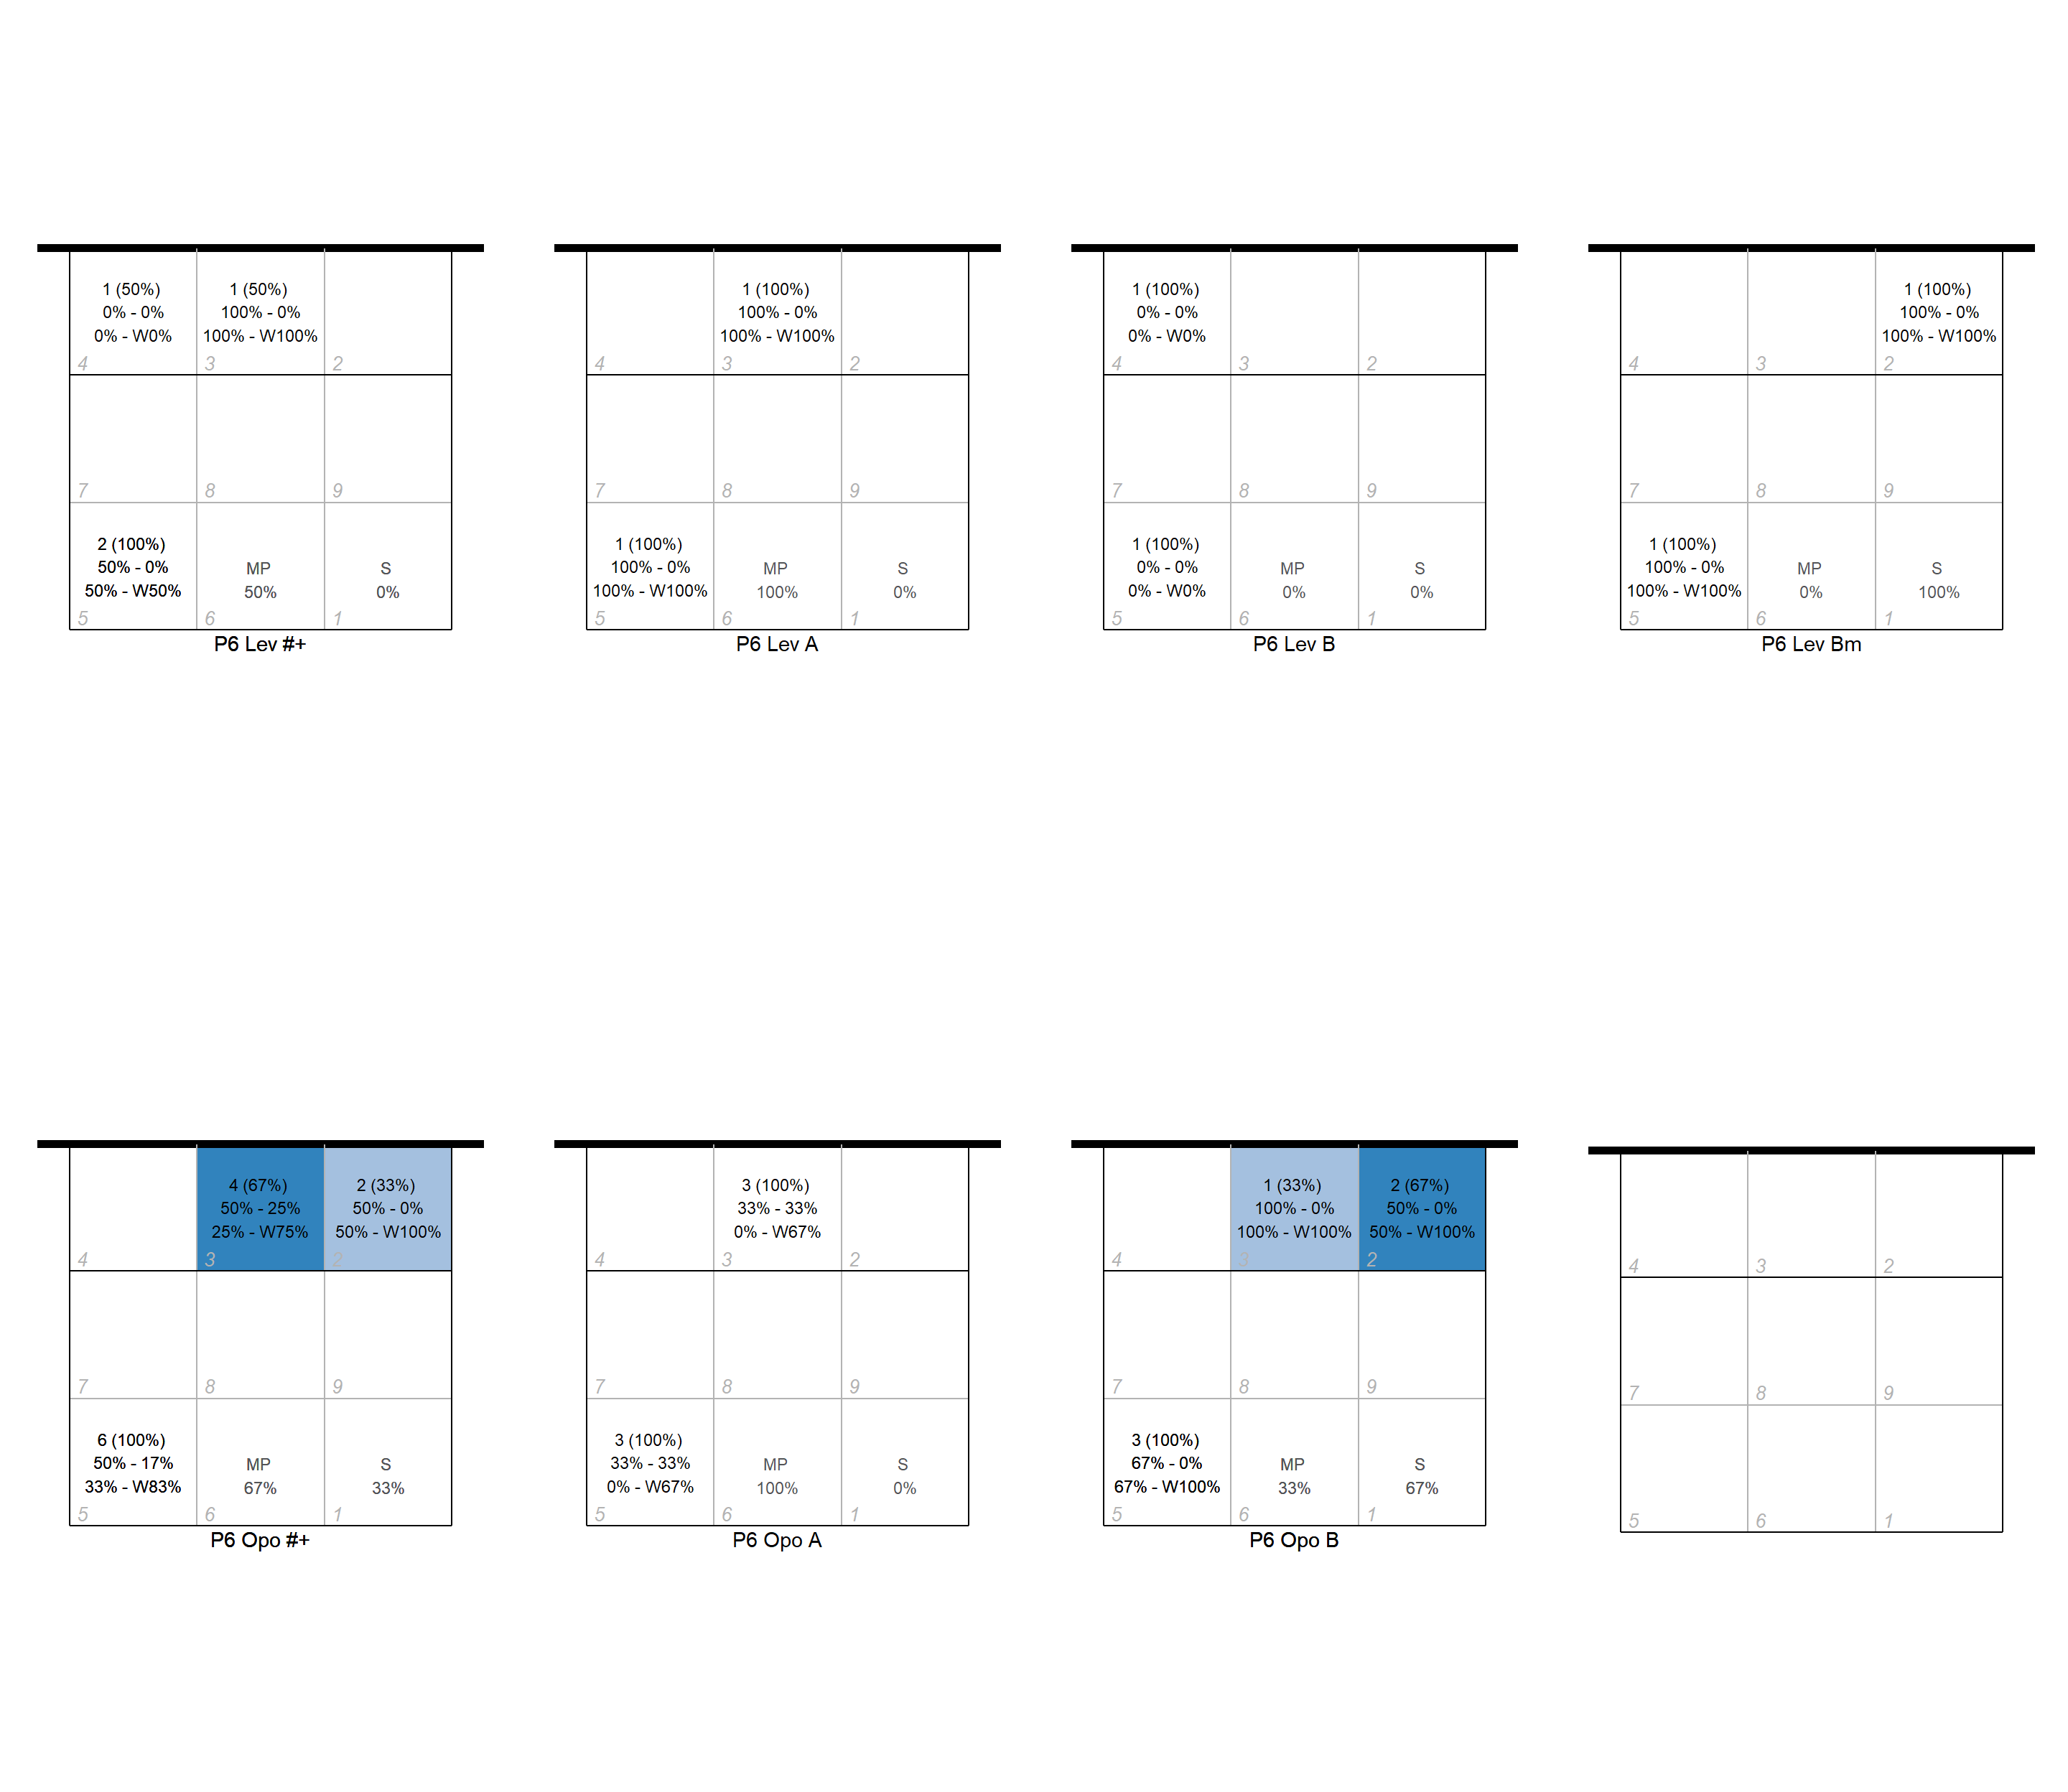 1 (50%)
0% - 0%
0% - W0%
4
1 (50%)
100% - 0%
100% - W100%
3
2
7
8
9
2 (100%)
50% - 0%
50% - W50%
5
MP
50%
6
S
0%
1
P6 Lev #+
4
1 (100%)
100% - 0%
100% - W100%
3
2
7
8
9
1 (100%)
100% - 0%
100% - W100%
5
MP
100%
6
S
0%
1
P6 Lev A
1 (100%)
0% - 0%
0% - W0%
4
3
2
7
8
9
1 (100%)
0% - 0%
0% - W0%
5
MP
0%
6
S
0%
1
P6 Lev B
4
3
1 (100%)
100% - 0%
100% - W100%
2
7
8
9
1 (100%)
100% - 0%
100% - W100%
5
MP
0%
6
S
100%
1
P6 Lev Bm
4
4 (67%)
50% - 25%
25% - W75%
3
2 (33%)
50% - 0%
50% - W100%
2
7
8
9
6 (100%)
50% - 17%
33% - W83%
5
MP
67%
6
S
33%
1
P6 Opo #+
4
3 (100%)
33% - 33%
0% - W67%
3
2
7
8
9
3 (100%)
33% - 33%
0% - W67%
5
MP
100%
6
S
0%
1
P6 Opo A
4
1 (33%)
100% - 0%
100% - W100%
3
2 (67%)
50% - 0%
50% - W100%
2
7
8
9
3 (100%)
67% - 0%
67% - W100%
5
MP
33%
6
S
67%
1
P6 Opo B
4
3
2
7
8
9
5
6
1